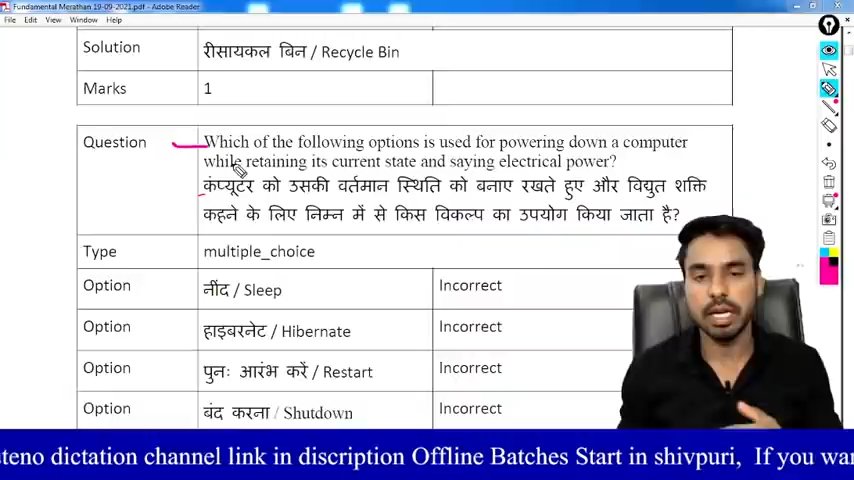 Fundamental Merathan 19-09-2021.pdf - Adobe Reader
File Edit View Window Help
Solution रीसायकल बिन / Recycle Bin
Marks 1
Question Which of the following options is used for powering down a computer
while retaining its current state and saying electrical power?
कंप्यूटर को उसकी वर्तमान स्थिति को बनाए रखते हुए और विद्युत शक्ति
कहने के लिए निम्न में से किस विकल्प का उपयोग किया जाता है?
Type multiple_choice
Option नींद / Sleep Incorrect
Option हाइबरनेट / Hibernate Incorrect
Option पुनः आरंभ करें / Restart Incorrect
Option बंद करना / Shutdown Incorrect
steno dictation channel link in discription Offline Batches Start in shivpuri, If you wa